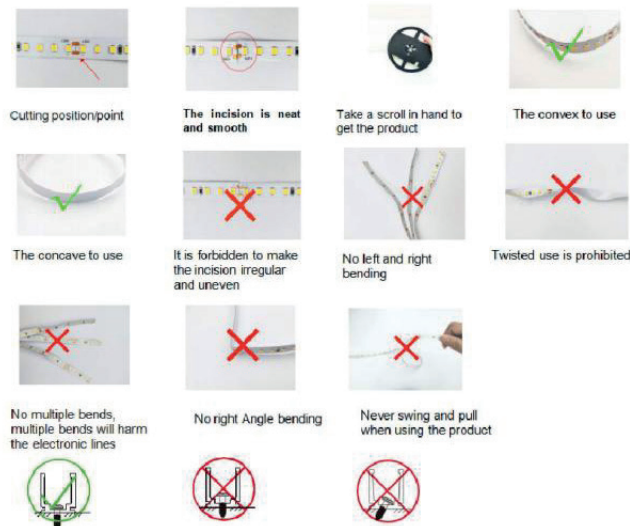 Cutting position/point
The incision is neat
and smooth
Take a scroll in hand to
get the product
The convex to use
The concave to use
It is forbidden to make
the incision irregular
and uneven
No left and right
bending
Twisted use is prohibited
No multiple bends,
multiple bends will harm
the electronic lines
No right Angle bending
Never swing and pull
when using the product